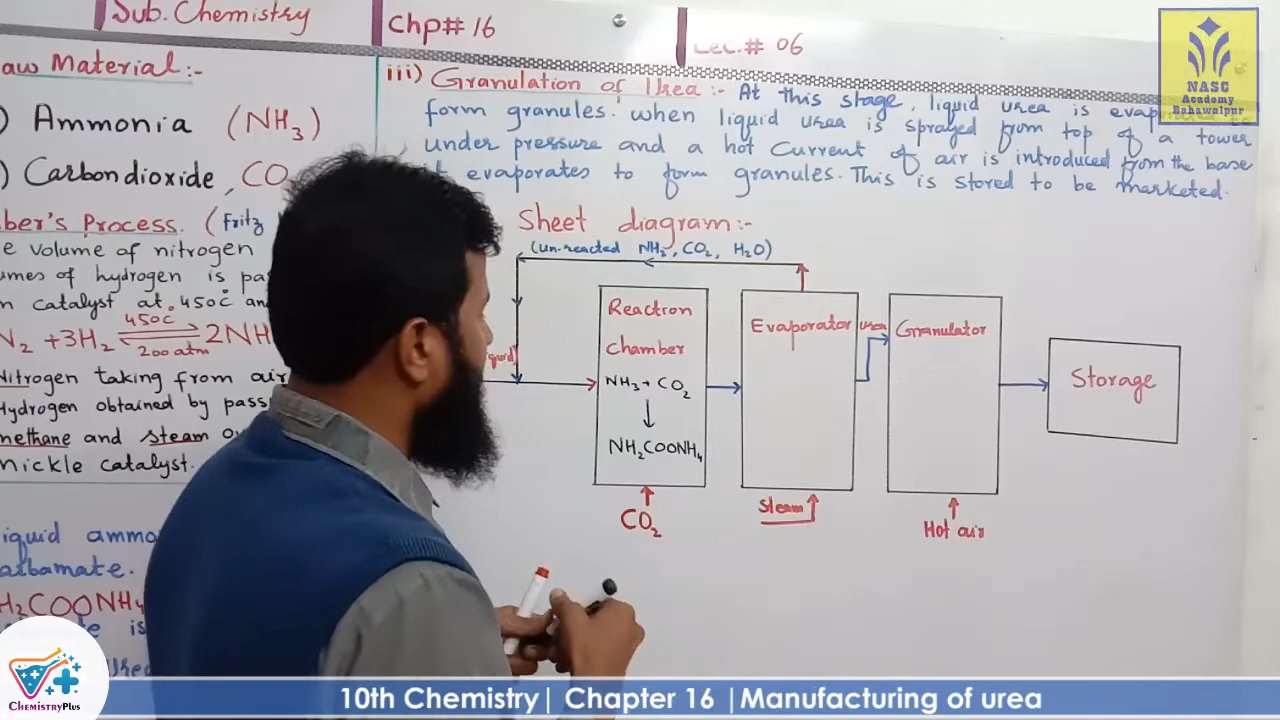 Sub. Chemistry
Chp# 16
Lec.# 06
NASC
Academy
Bahawalpur
aw Material:-
) Ammonia (NH3)
) Carbondioxide, CO
ber's Process. (Fritz
e volume of nitrogen
umes of hydrogen is pa
n catalyst at 450c̊ an
450c̊
N2 + 3H2 ⇌ 2NH
200 atm
Nitrogen taking from air
Hydrogen obtained by pass
methane and steam o
nickle catalyst.
iquid ammo
arbamate.
H2COONH4
is
Urea
iii) Granulation of Urea :- At this stage, liquid urea is evap
form granules. when liquid urea is sprayed from top of a tower
under pressure and a hot Current of air is introduced from the base
it evaporates to form granules. This is stored to be marketed.
Sheet diagram:-
(un-reacted NH3, CO2, H2O)
quid)
Reaction
chamber
NH3 + CO2
↓
NH2COONH4
CO2
Evaporator
Steam
urea
Granulator
Hot air
Storage
ChemistryPlus
10th Chemistry| Chapter 16 |Manufacturing of urea